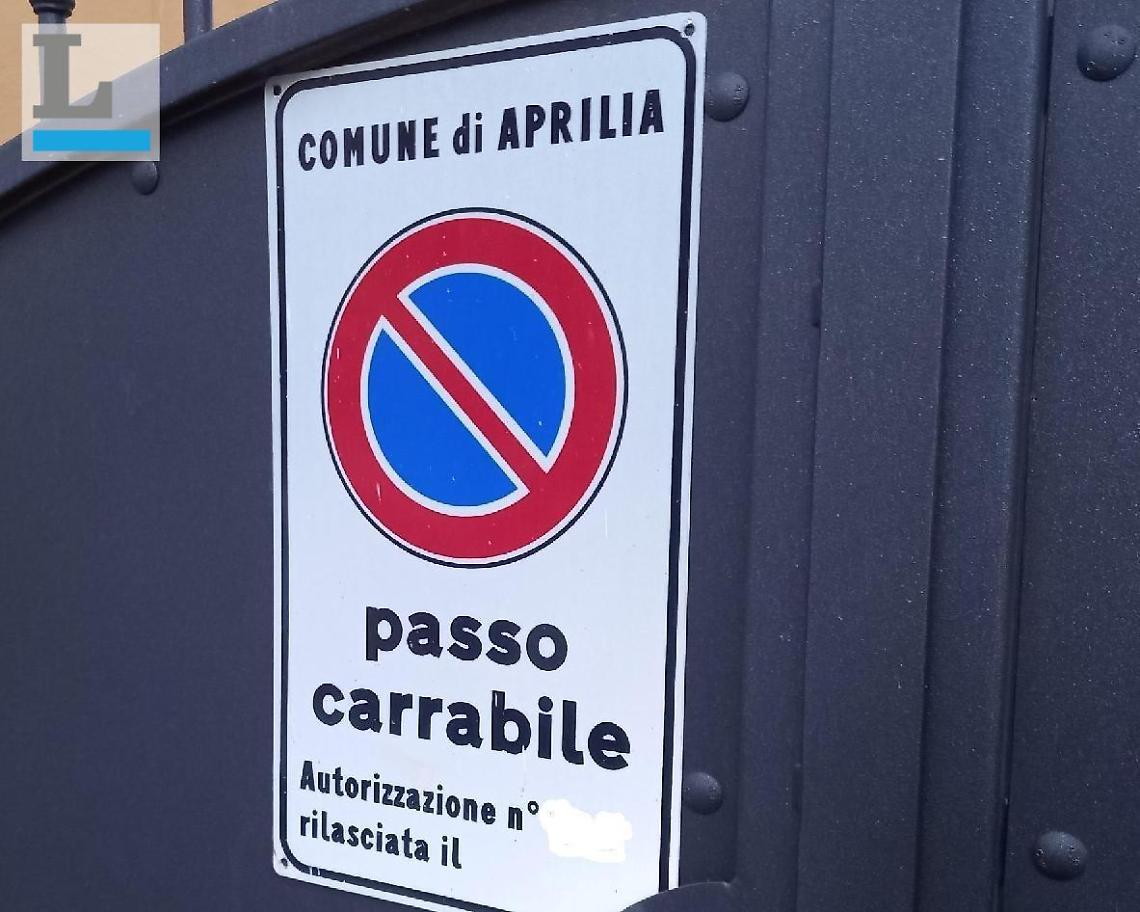 L
COMUNE di APRILIA
passo
carrabile
Autorizzazione n°
rilasciata il